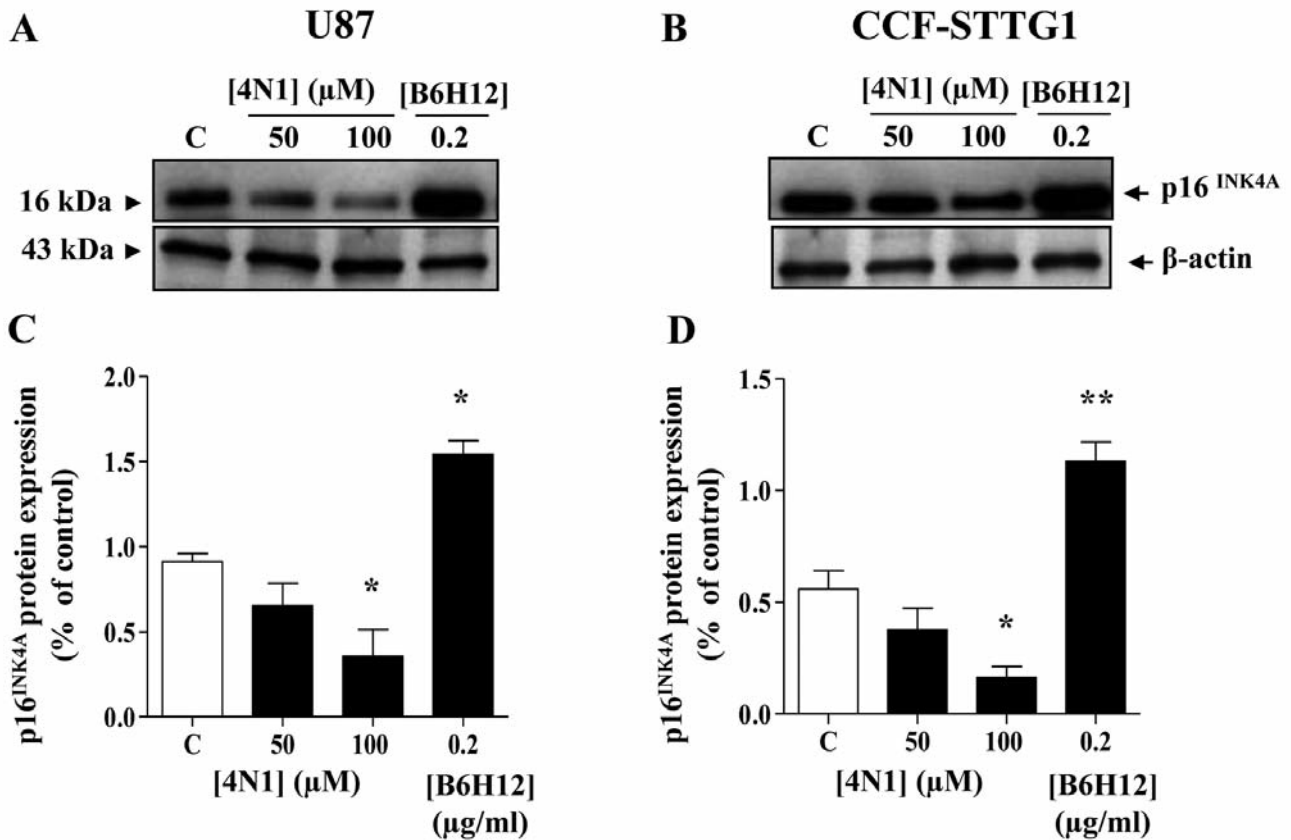 A
U87
[4N1] (µM) [B6H12]
C 50 100 0.2
16 kDa
43 kDa
B
CCF-STTG1
[4N1] (µM) [B6H12]
C 50 100 0.2
p16 INK4A
β-actin
C
p16INK4A protein expression
(% of control)
2.0
1.5
1.0
0.5
0.0
* *
C 50 100 0.2
[4N1] (µM) [B6H12]
(µg/ml)
D
p16INK4A protein expression
(% of control)
1.5
1.0
0.5
0.0
* **
C 50 100 0.2
[4N1] (µM) [B6H12]
(µg/ml)